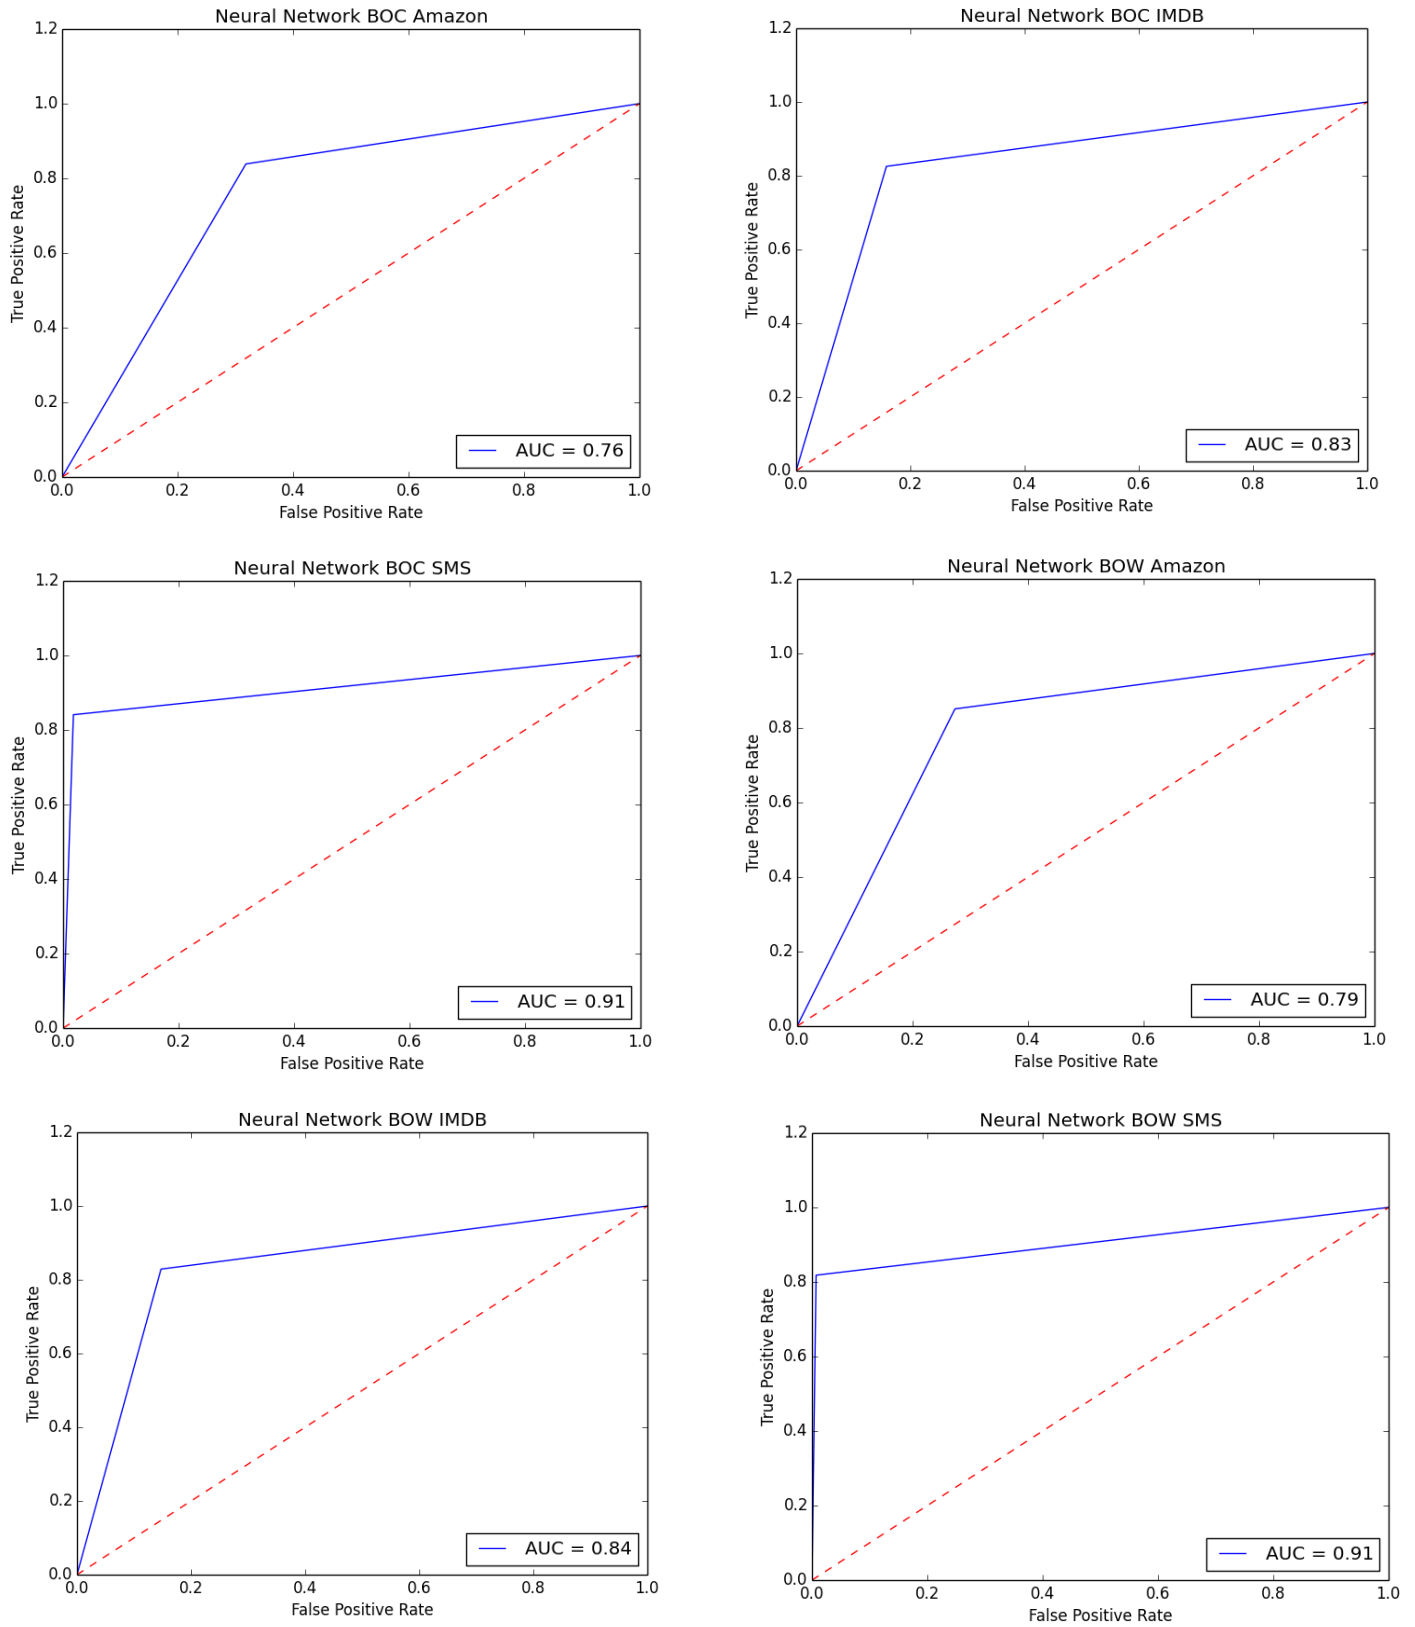 Neural Network BOC Amazon
1.2
1.0
0.8
0.6
0.4
0.2
0.0
True Positive Rate
AUC = 0.76
0.0 0.2 0.4 0.6 0.8 1.0
False Positive Rate
Neural Network BOC IMDB
1.2
1.0
0.8
0.6
0.4
0.2
0.0
True Positive Rate
AUC = 0.83
0.0 0.2 0.4 0.6 0.8 1.0
False Positive Rate
Neural Network BOC SMS
1.2
1.0
0.8
0.6
0.4
0.2
0.0
True Positive Rate
AUC = 0.91
0.0 0.2 0.4 0.6 0.8 1.0
False Positive Rate
Neural Network BOW Amazon
1.2
1.0
0.8
0.6
0.4
0.2
0.0
True Positive Rate
AUC = 0.79
0.0 0.2 0.4 0.6 0.8 1.0
False Positive Rate
Neural Network BOW IMDB
1.2
1.0
0.8
0.6
0.4
0.2
0.0
True Positive Rate
AUC = 0.84
0.0 0.2 0.4 0.6 0.8 1.0
False Positive Rate
Neural Network BOW SMS
1.2
1.0
0.8
0.6
0.4
0.2
0.0
True Positive Rate
AUC = 0.91
0.0 0.2 0.4 0.6 0.8 1.0
False Positive Rate